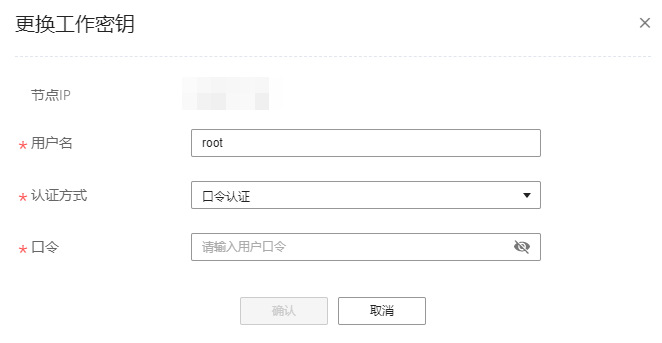 更换工作密钥
节点IP
* 用户名 root
* 认证方式 口令认证
* 口令 请输入用户口令
确认 取消